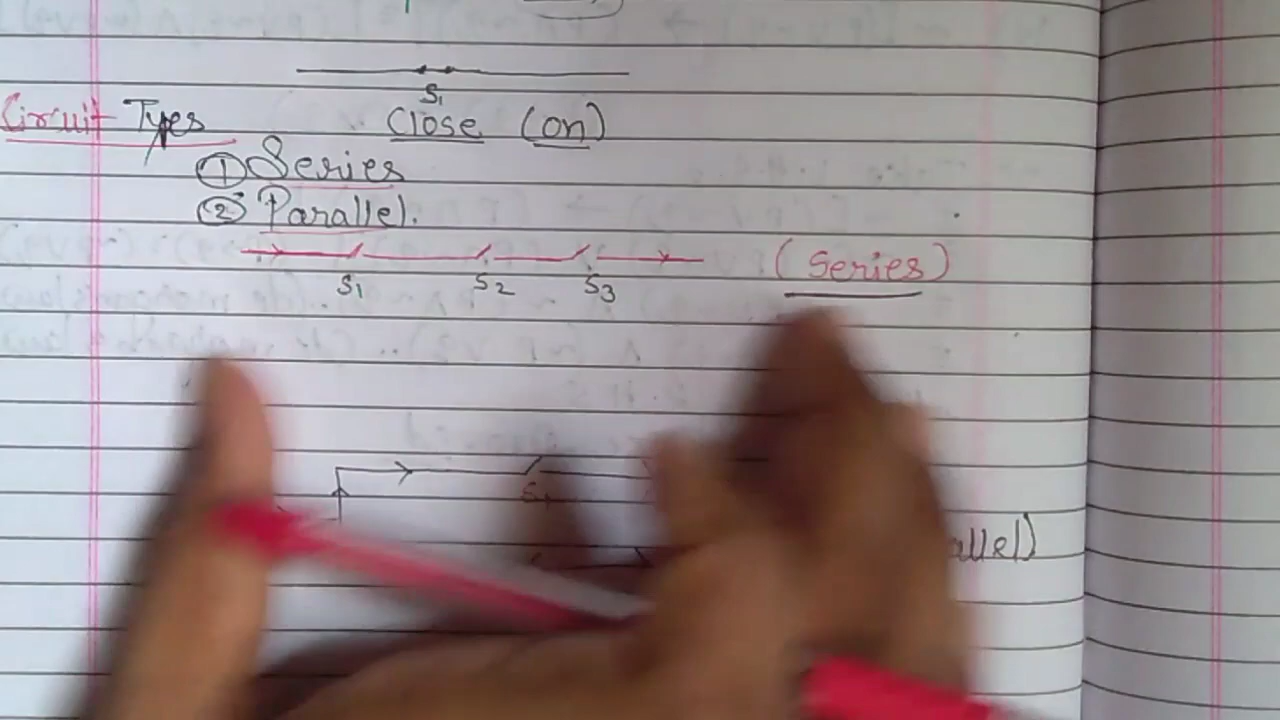 S1
Circuit Types Close (on)
① Series
② Parallel.
S1 S2 S3 (Series)
allel)